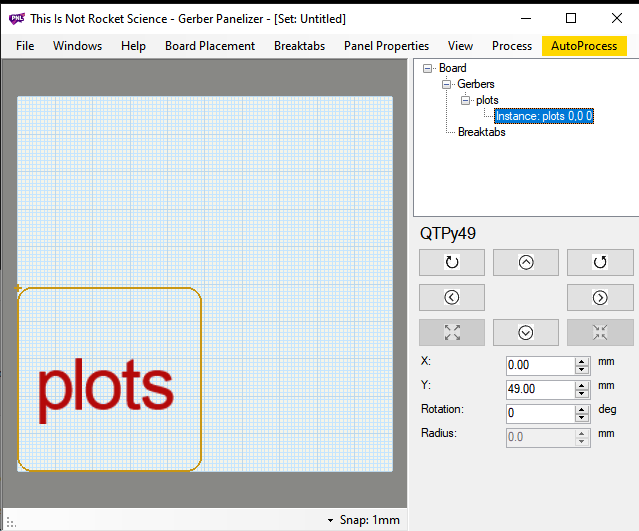 PNL This Is Not Rocket Science - Gerber Panelizer - [Set: Untitled]
File Windows Help Board Placement Breaktabs Panel Properties View Process AutoProcess
Board
Gerbers
plots
Instance: plots 0,0 0
Breaktabs
QTPy49
X: 0.00 mm
Y: 49.00 mm
Rotation: 0 deg
Radius: 0.0 mm
plots
Snap: 1mm